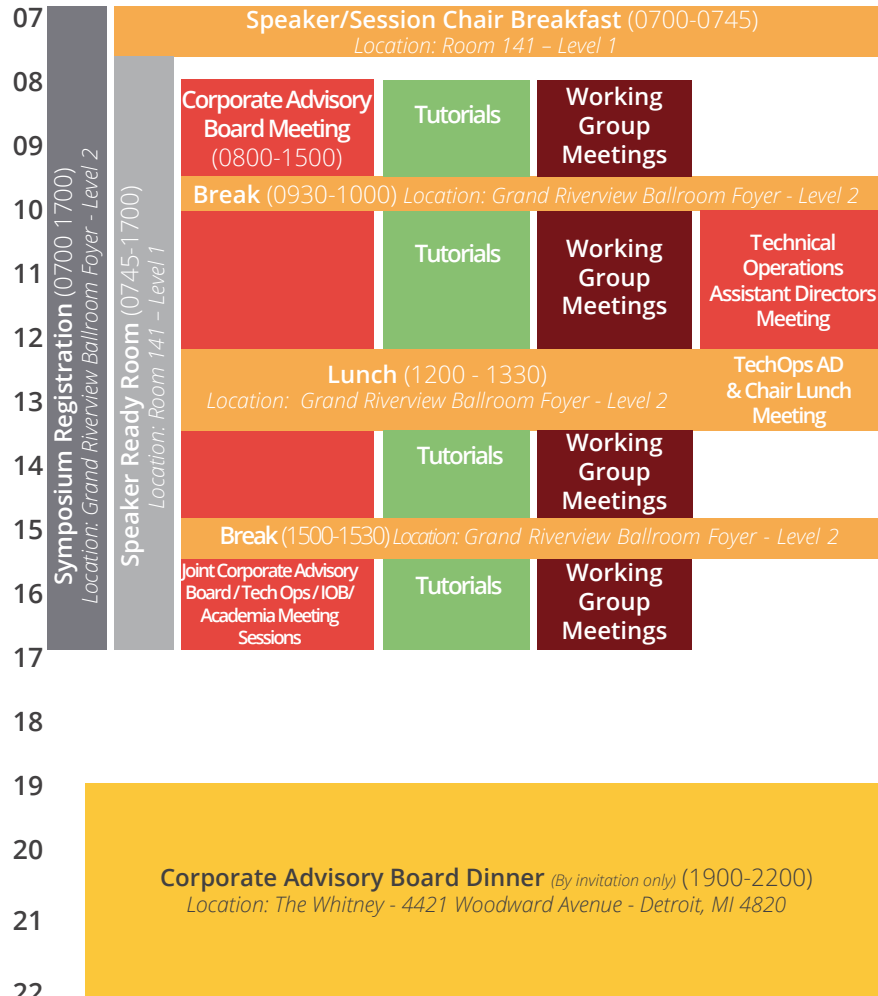 07
Speaker/Session Chair Breakfast (0700-0745)
Location: Room 141 – Level 1
Symposium Registration (0700 1700)
Location: Grand Riverview Ballroom Foyer - Level 2
Speaker Ready Room (0745-1700)
Location: Room 141 – Level 1
08
Corporate Advisory
Board Meeting
(0800-1500)
Tutorials
Working
Group
Meetings
09
Break (0930-1000) Location: Grand Riverview Ballroom Foyer - Level 2
10
Tutorials
Working
Group
Meetings
Technical
Operations
Assistant Directors
Meeting
11
12
Lunch (1200 - 1330)
Location: Grand Riverview Ballroom Foyer - Level 2
TechOps AD
& Chair Lunch
Meeting
13
Tutorials
Working
Group
Meetings
14
15
Break (1500-1530) Location: Grand Riverview Ballroom Foyer - Level 2
Joint Corporate Advisory
Board / Tech Ops / IOB/
Academia Meeting
Sessions
Tutorials
Working
Group
Meetings
16
17
18
19
20
Corporate Advisory Board Dinner (By invitation only) (1900-2200)
Location: The Whitney - 4421 Woodward Avenue - Detroit, MI 4820
21
22